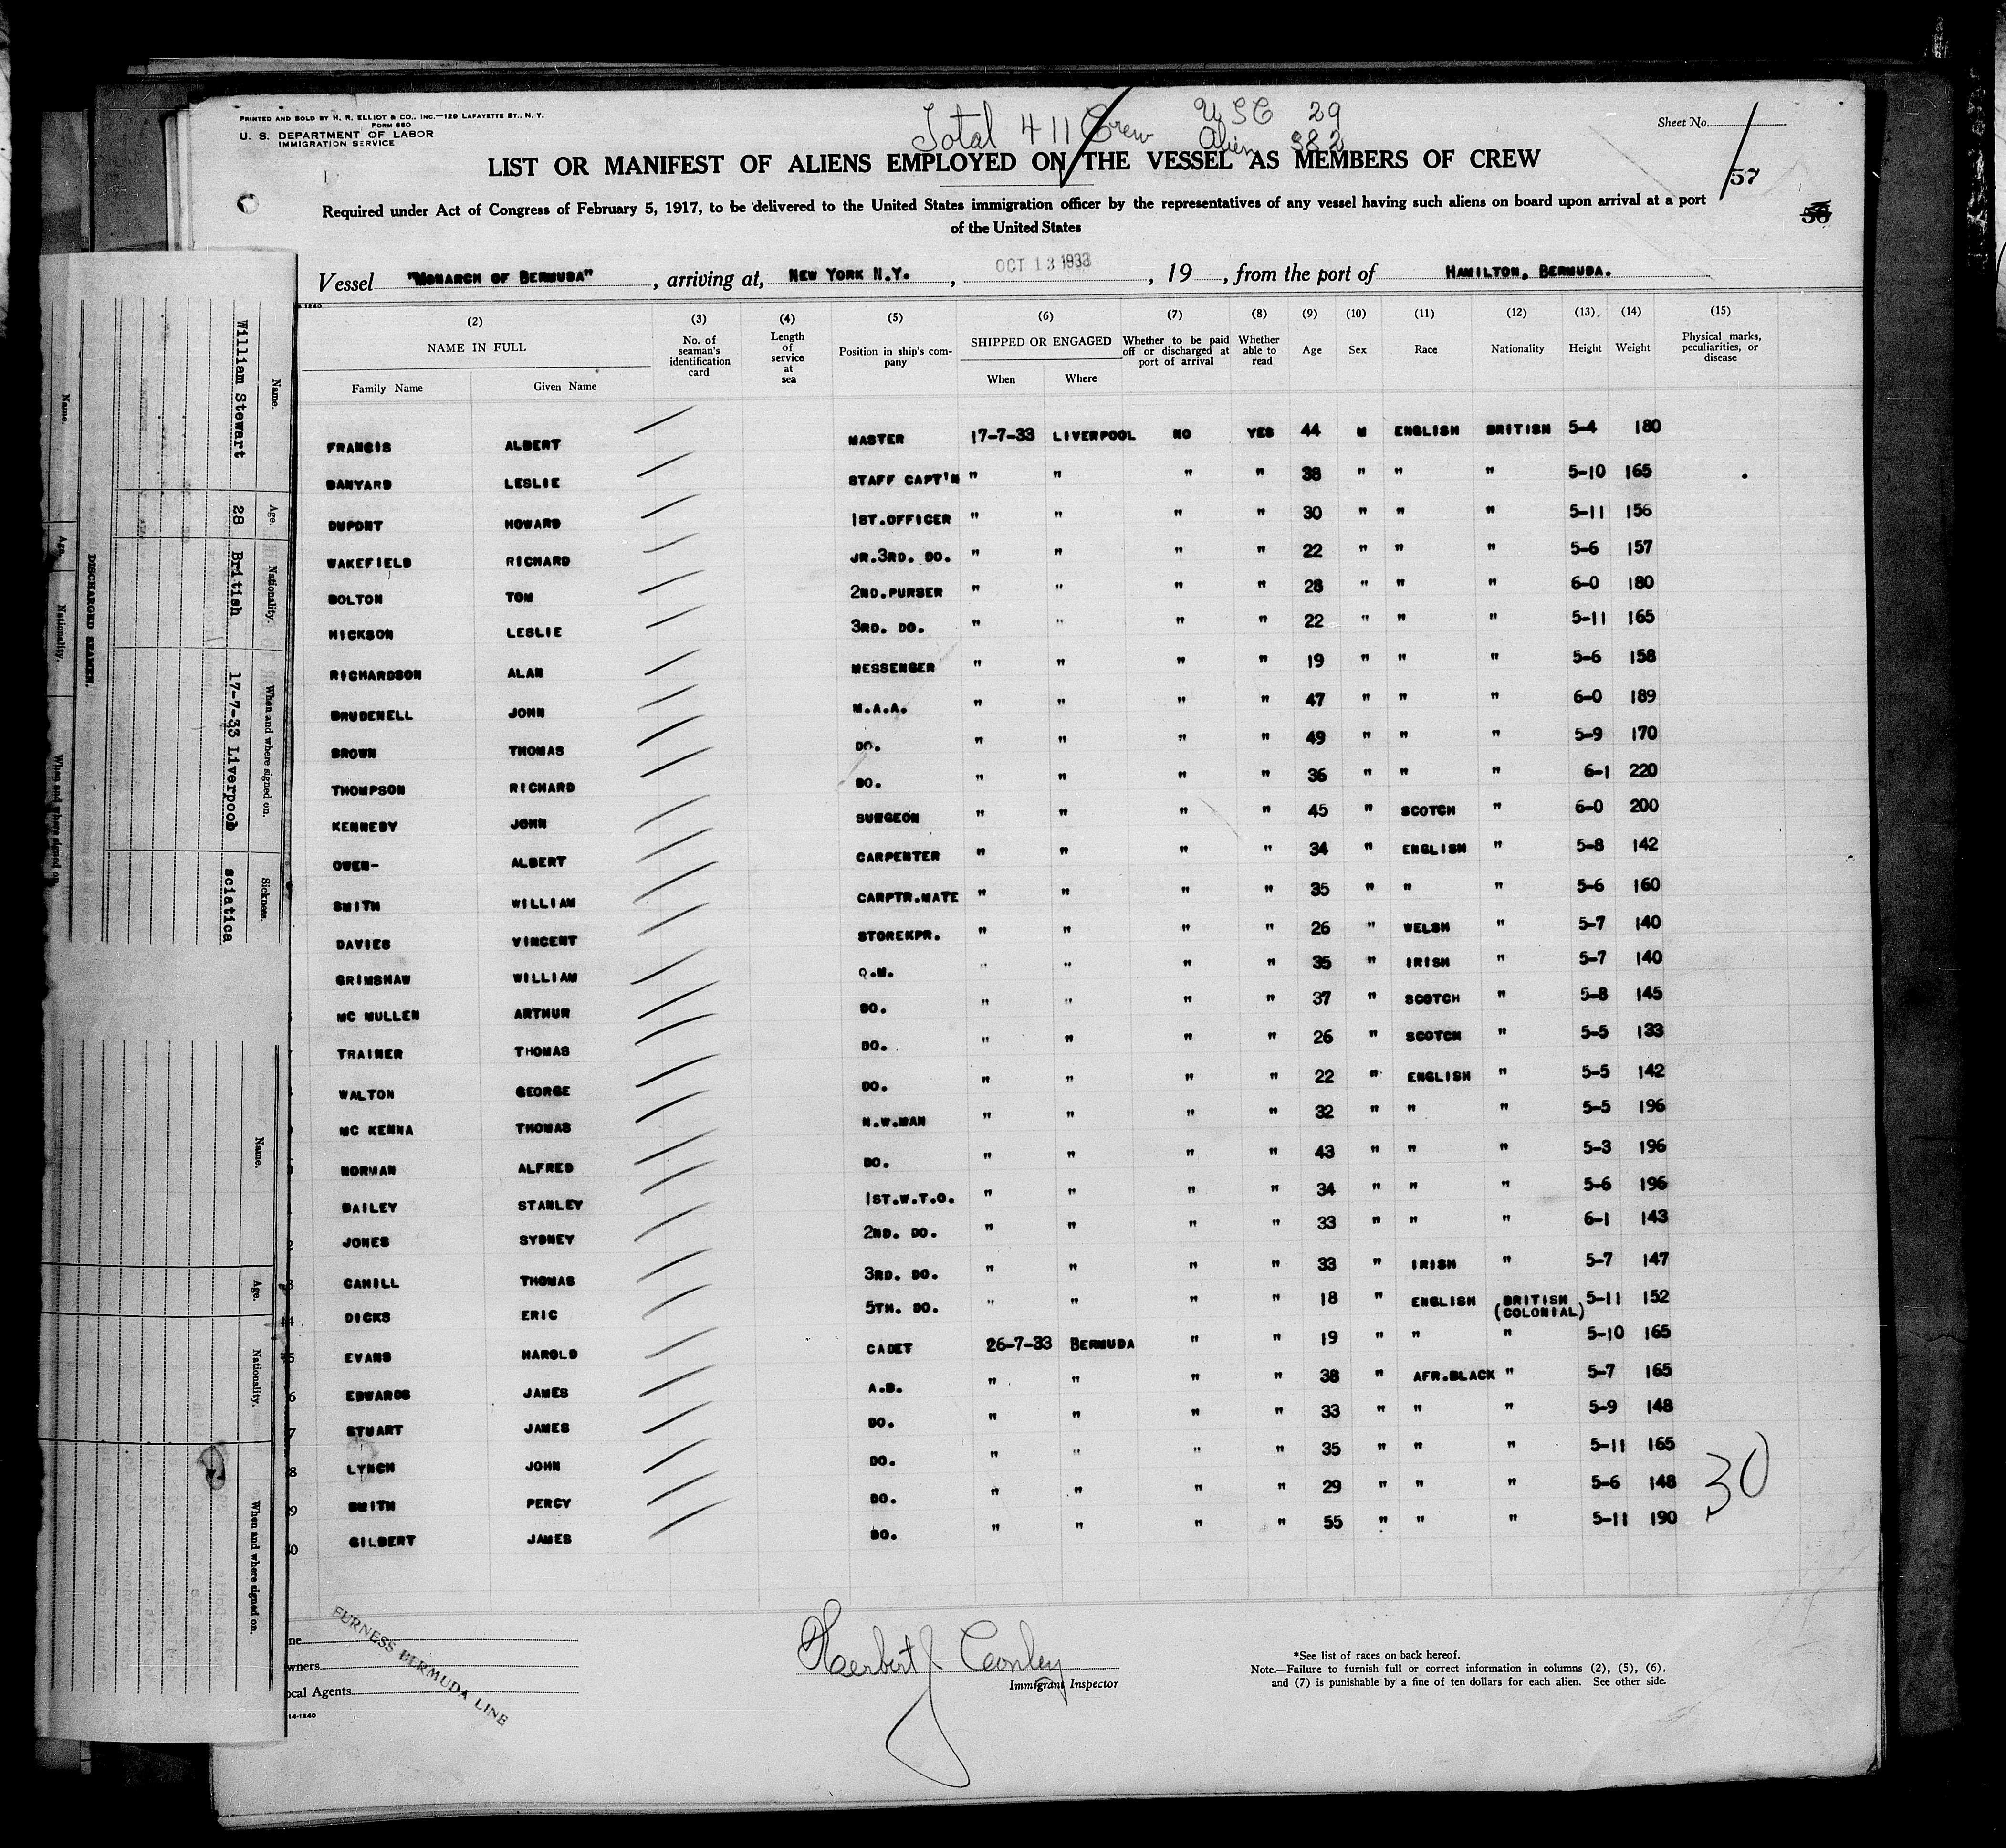 PRINTED AND SOLD BY H. R. ELLIOT & CO., INC.—129 LAFAYETTE ST., N. Y.
FORM 680
U. S. DEPARTMENT OF LABOR
IMMIGRATION SERVICE
Total 411 Crew USC 29
Alien 382
Sheet No.
LIST OR MANIFEST OF ALIENS EMPLOYED ON THE VESSEL AS MEMBERS OF CREW
57
Required under Act of Congress of February 5, 1917, to be delivered to the United States immigration officer by the representatives of any vessel having such aliens on board upon arrival at a port
of the United States
Vessel "MONARCH OF BERMUDA", arriving at, NEW YORK N.Y., OCT 13 1933, 19 , from the port of HAMILTON, BERMUDA.
(2) (3) (4) (5) (6) (7) (8) (9) (10) (11) (12) (13) (14) (15)
NAME IN FULL No. of seaman's identification card Length of service at sea Position in ship's company SHIPPED OR ENGAGED Whether to be paid off or discharged at port of arrival Whether able to read Age Sex Race Nationality Height Weight Physical marks, peculiarities, or disease
Family Name Given Name When Where
FRANCIS ALBERT MASTER 17-7-33 LIVERPOOL NO YES 44 M ENGLISH BRITISH 5-4 180
BANYARD LESLIE STAFF CAPT'N " " " " 38 " " " 5-10 165
DUPONT HOWARD 1ST.OFFICER " " " " 30 " " " 5-11 156
WAKEFIELD RICHARD JR.3RD. DO. " " " " 22 " " " 5-6 157
BOLTON TOM 2ND.PURSER " " " " 28 " " " 6-0 180
HICKSON LESLIE 3RD. DO. " " " " 22 " " " 5-11 165
RICHARDSON ALAN MESSENGER " " " " 19 " " " 5-6 158
BRUDENELL JOHN M.A.A. " " " " 47 " " " 6-0 189
BROWN THOMAS DO. " " " " 49 " " " 5-9 170
THOMPSON RICHARD DO. " " " " 36 " " " 6-1 220
KENNEDY JOHN SURGEON " " " " 45 " SCOTCH " 6-0 200
OWEN- ALBERT CARPENTER " " " " 34 " ENGLISH " 5-8 142
SMITH WILLIAM CARPTR.MATE " " " " 35 " " " 5-6 160
DAVIES VINCENT STOREKPR. " " " " 26 " WELSH " 5-7 140
GRIMSHAW WILLIAM Q.M. " " " " 35 " IRISH " 5-7 140
MC MULLEN ARTHUR DO. " " " " 37 " SCOTCH " 5-8 145
TRAINER THOMAS DO. " " " " 26 " SCOTCH " 5-5 133
WALTON GEORGE DO. " " " " 22 " ENGLISH " 5-5 142
MC KENNA THOMAS N.W.MAN " " " " 32 " " " 5-5 196
NORMAN ALFRED DO. " " " " 43 " " " 5-3 196
BAILEY STANLEY 1ST.W.T.O. " " " " 34 " " " 5-6 196
JONES SYDNEY 2ND. DO. " " " " 33 " " " 6-1 143
CAHILL THOMAS 3RD. DO. " " " " 33 " IRISH " 5-7 147
DICKS ERIC 5TH. DO. " " " " 18 " ENGLISH BRITISH (COLONIAL) 5-11 152
EVANS HAROLD CADET 26-7-33 BERMUDA " " 19 " " " 5-10 165
EDWARDS JAMES A.B. " " " " 38 " AFR.BLACK " 5-7 165
STUART JAMES DO. " " " " 33 " " " 5-9 148
LYNCH JOHN DO. " " " " 35 " " " 5-11 165
SMITH PERCY DO. " " " " 29 " " " 5-6 148
GILBERT JAMES DO. " " " " 55 " " " 5-11 190
30
FURNESS BERMUDA LINE
wners
ocal Agents
14-1240
Herbert J Conley
Immigrant Inspector
*See list of races on back hereof.
Note.—Failure to furnish full or correct information in columns (2), (5), (6),
and (7) is punishable by a fine of ten dollars for each alien. See other side.
Name. Age. Nationality. When and where signed on. Sickness.
William Stewart 28 British 17-7-33 Liverpool sciatica
DISCHARGED SEAMEN.
Name. Age. Nationality. When and where signed on
Name. Age. Nationality. When and where signed on.